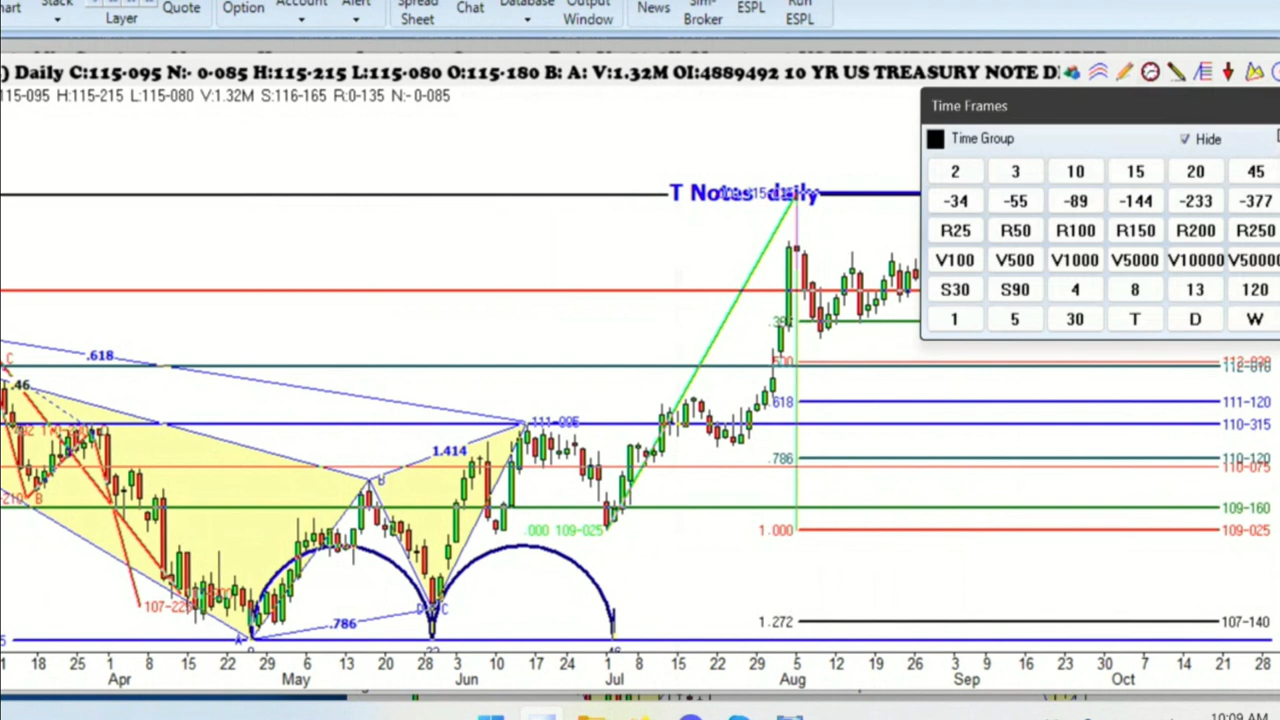 Stack Quote Option Account Alert Spread Chat Database Output News Sim- ESPL Run
Layer Sheet Window Broker ESPL
) Daily C:115-095 N:- 0-085 H:115-215 L:115-080 O:115-180 B: A: V:1.32M OI:4889492 10 YR US TREASURY NOTE D
115-095 H:115-215 L:115-080 V:1.32M S:116-165 R:0-135 N:- 0-085
Time Frames
Time Group Hide
2 3 10 15 20 45
-34 -55 -89 -144 -233 -377
R25 R50 R100 R150 R200 R250
V100 V500 V1000 V5000 V10000 V50000
S30 S90 4 8 13 120
1 5 30 T D W
T Notes daily
.618
C
.46
111-005
1.414
B
B
.618 111-120
110-315
.786 110-120
110-075
109-160
.000 109-025
1.000 109-025
107-22
1.272 107-140
.786
A
18 25 1 8 15 22 29 6 13 20 28 3 10 17 24 1 8 15 22 29 5 12 19 26 3 9 16 23 30 7 14 21 28
Apr May Jun Jul Aug Sep Oct
10:09 AM